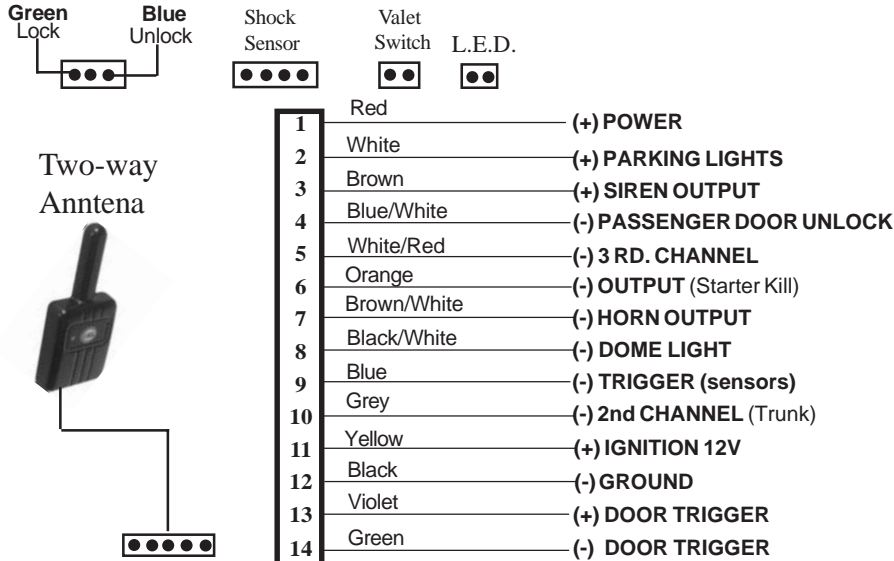 Green Blue Shock Valet
Lock Unlock Sensor Switch L.E.D.
Two-way
Anntena
1 Red (+) POWER
2 White (+) PARKING LIGHTS
3 Brown (+) SIREN OUTPUT
4 Blue/White (-) PASSENGER DOOR UNLOCK
5 White/Red (-) 3 RD. CHANNEL
6 Orange (-) OUTPUT (Starter Kill)
7 Brown/White (-) HORN OUTPUT
8 Black/White (-) DOME LIGHT
9 Blue (-) TRIGGER (sensors)
10 Grey (-) 2nd CHANNEL (Trunk)
11 Yellow (+) IGNITION 12V
12 Black (-) GROUND
13 Violet (+) DOOR TRIGGER
14 Green (-) DOOR TRIGGER